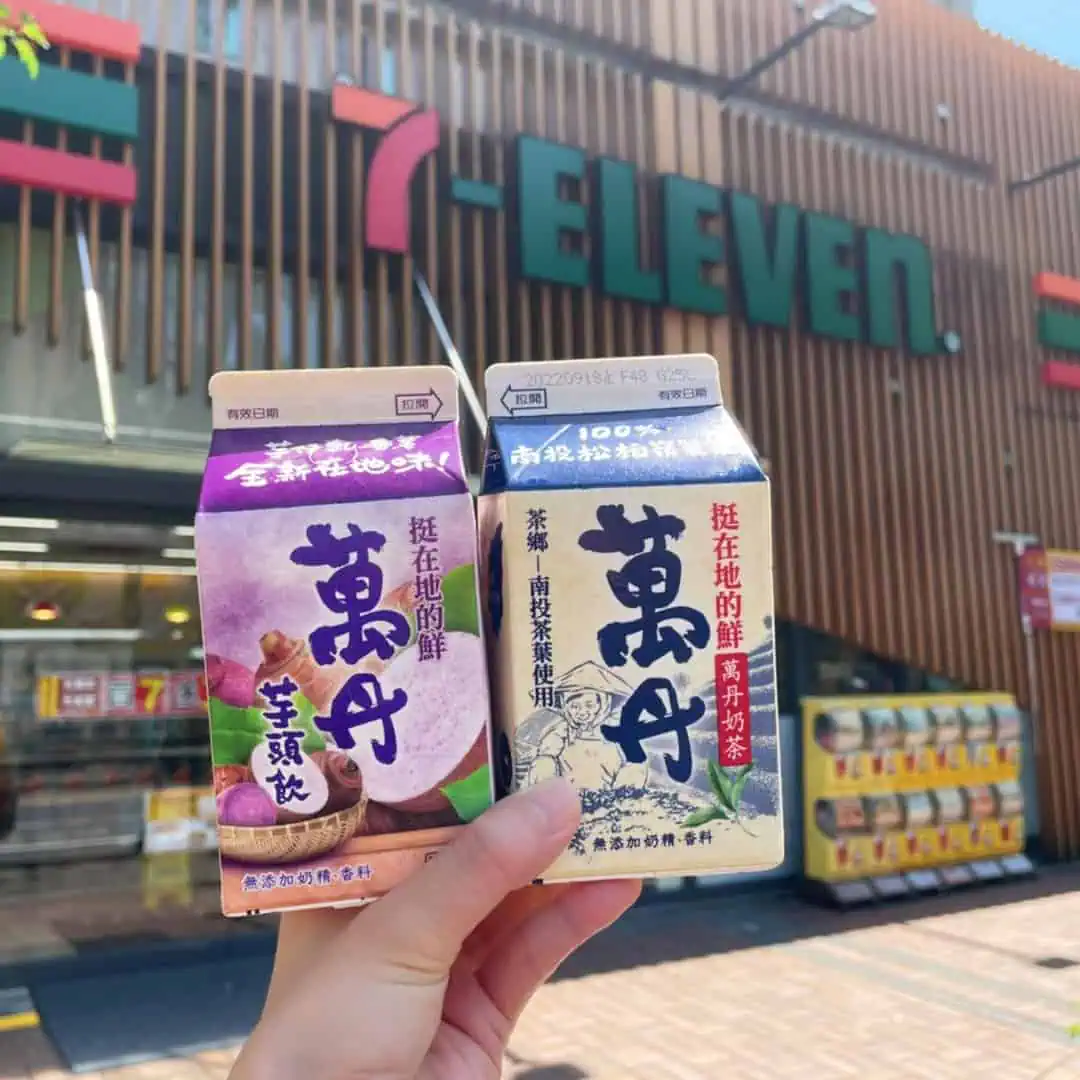 7-ELEVEN
有效日期
拉開
全新在地味!
挺在地的鮮
萬丹
芋頭飲
無添加奶精·香料
20220918
拉開
有效日期
100%
挺在地的鮮
萬丹
萬丹奶茶
茶鄉—南投茶葉使用
無添加奶精·香料
7